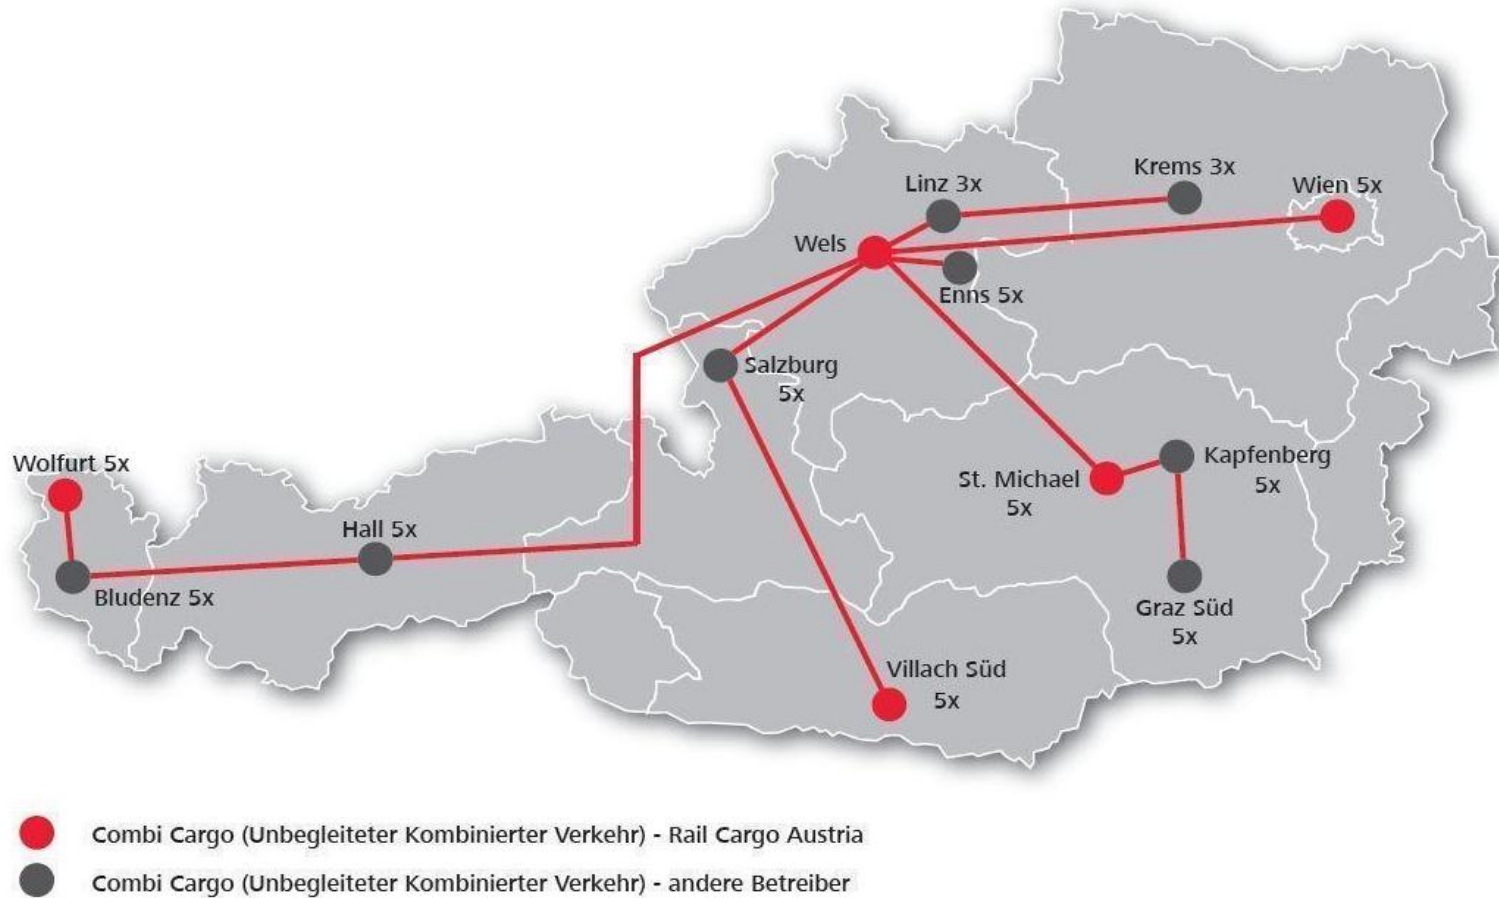 Krems 3x
Linz 3x
Wien 5x
Wels
Enns 5x
Salzburg
5x
Wolfurt 5x
Kapfenberg
5x
St. Michael
5x
Hall 5x
Bludenz 5x
Graz Süd
5x
Villach Süd
5x
Combi Cargo (Unbegleiteter Kombinierter Verkehr) - Rail Cargo Austria
Combi Cargo (Unbegleiteter Kombinierter Verkehr) - andere Betreiber